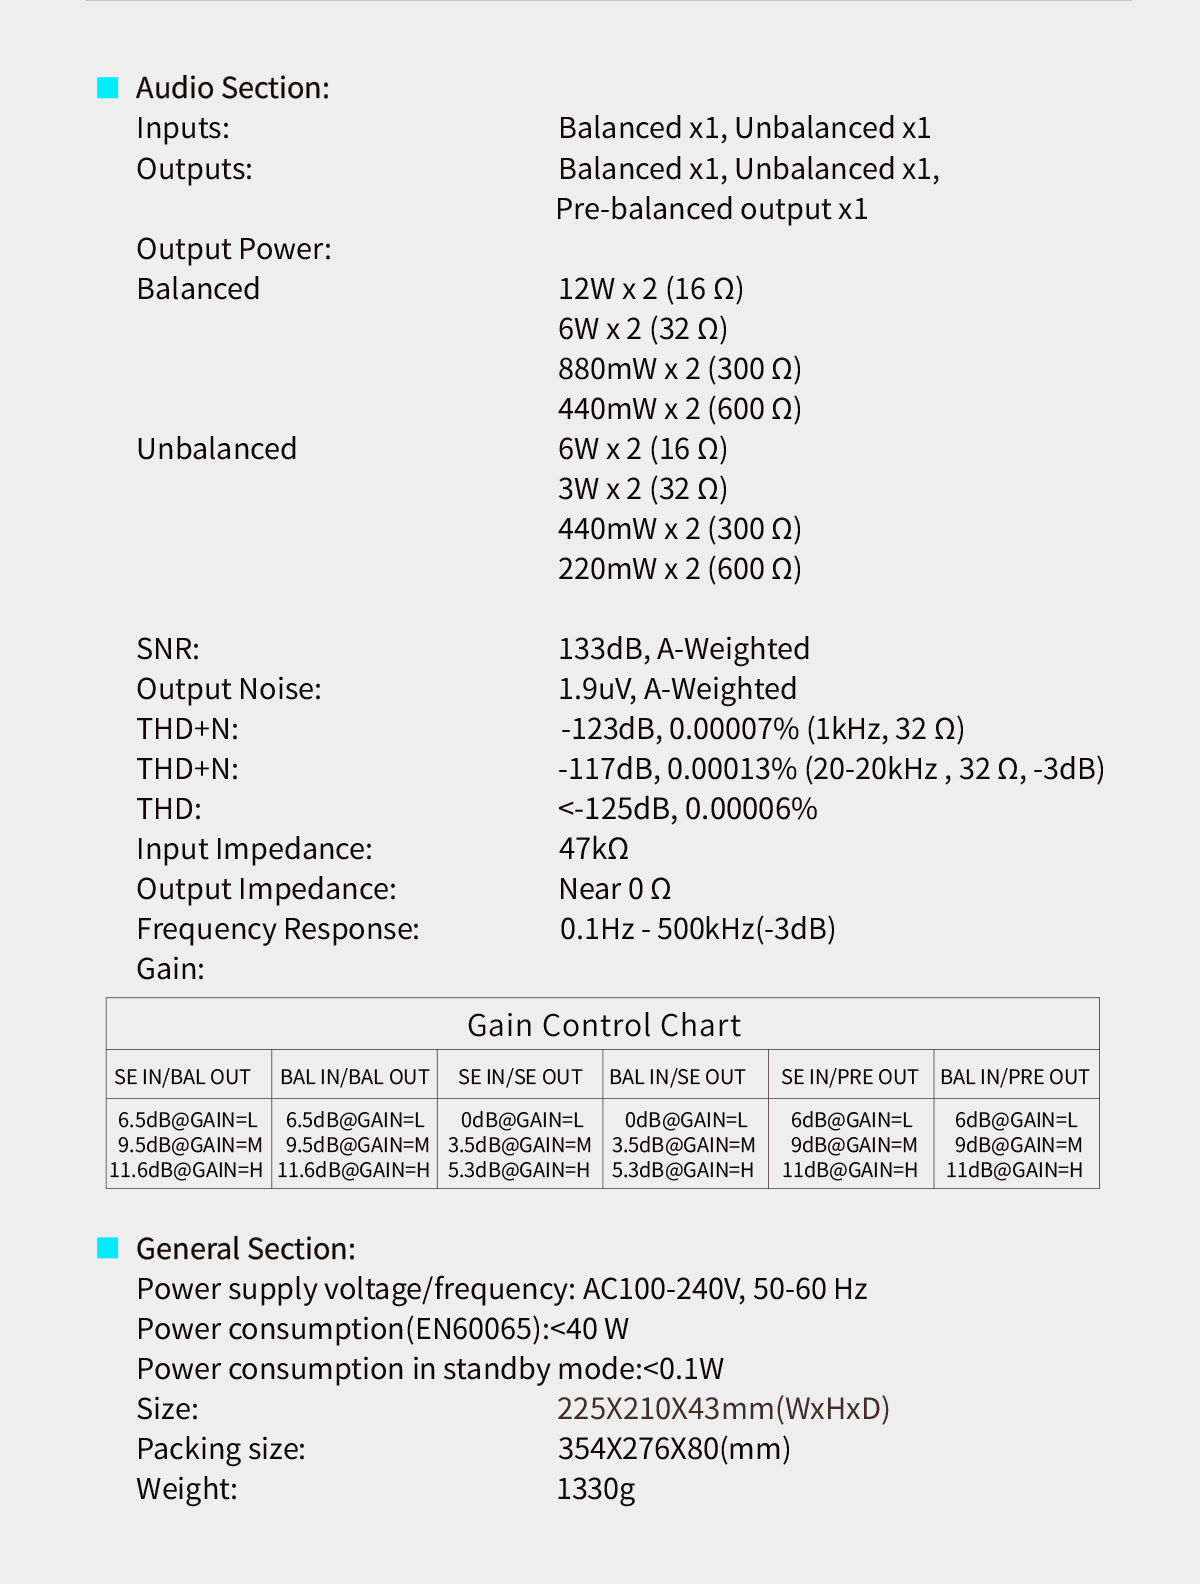 Audio Section:
Inputs: Balanced x1, Unbalanced x1
Outputs: Balanced x1, Unbalanced x1,
Pre-balanced output x1
Output Power:
Balanced 12W x 2 (16 Ω)
6W x 2 (32 Ω)
880mW x 2 (300 Ω)
440mW x 2 (600 Ω)
Unbalanced 6W x 2 (16 Ω)
3W x 2 (32 Ω)
440mW x 2 (300 Ω)
220mW x 2 (600 Ω)
SNR: 133dB, A-Weighted
Output Noise: 1.9uV, A-Weighted
THD+N: -123dB, 0.00007% (1kHz, 32 Ω)
THD+N: -117dB, 0.00013% (20-20kHz , 32 Ω, -3dB)
THD: <-125dB, 0.00006%
Input Impedance: 47kΩ
Output Impedance: Near 0 Ω
Frequency Response: 0.1Hz - 500kHz(-3dB)
Gain:
Gain Control Chart
SE IN/BAL OUT BAL IN/BAL OUT SE IN/SE OUT BAL IN/SE OUT SE IN/PRE OUT BAL IN/PRE OUT
6.5dB@GAIN=L 6.5dB@GAIN=L 0dB@GAIN=L 0dB@GAIN=L 6dB@GAIN=L 6dB@GAIN=L
9.5dB@GAIN=M 9.5dB@GAIN=M 3.5dB@GAIN=M 3.5dB@GAIN=M 9dB@GAIN=M 9dB@GAIN=M
11.6dB@GAIN=H 11.6dB@GAIN=H 5.3dB@GAIN=H 5.3dB@GAIN=H 11dB@GAIN=H 11dB@GAIN=H
General Section:
Power supply voltage/frequency: AC100-240V, 50-60 Hz
Power consumption(EN60065):<40 W
Power consumption in standby mode:<0.1W
Size: 225X210X43mm(WxHxD)
Packing size: 354X276X80(mm)
Weight: 1330g